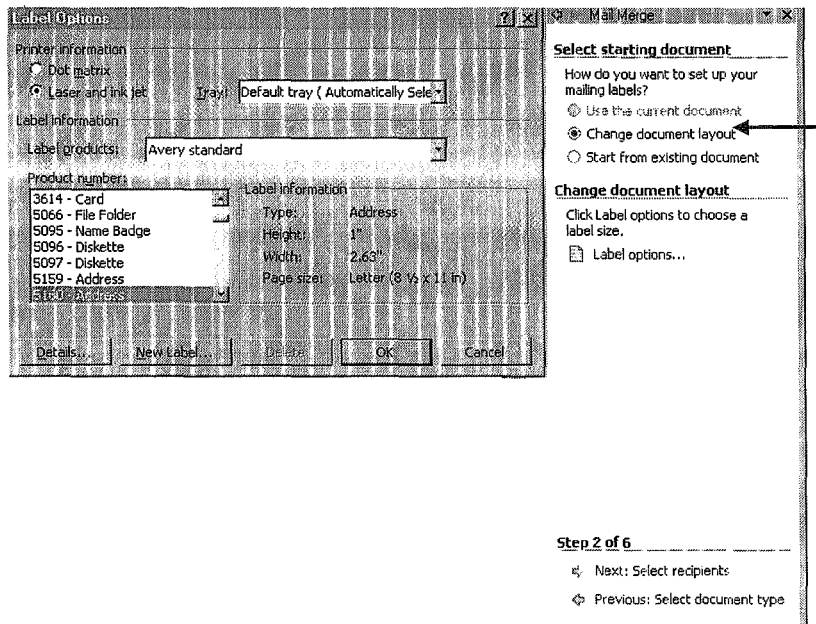 Label Options
Printer information
Dot matrix
Laser and ink jet
Tray: Default tray ( Automatically Sele
Label information
Label products: Avery standard
Product number:
3614 - Card
5066 - File Folder
5095 - Name Badge
5096 - Diskette
5097 - Diskette
5159 - Address
5160 - Address
Label information
Type: Address
Height: 1"
Width: 2.63"
Page size: Letter (8 ½ x 11 in)
Details...
New Label...
Delete
OK
Cancel
Mail Merge
Select starting document
How do you want to set up your
mailing labels?
Use the current document
Change document layout
Start from existing document
Change document layout
Click Label options to choose a
label size.
Label options...
Step 2 of 6
Next: Select recipients
Previous: Select document type